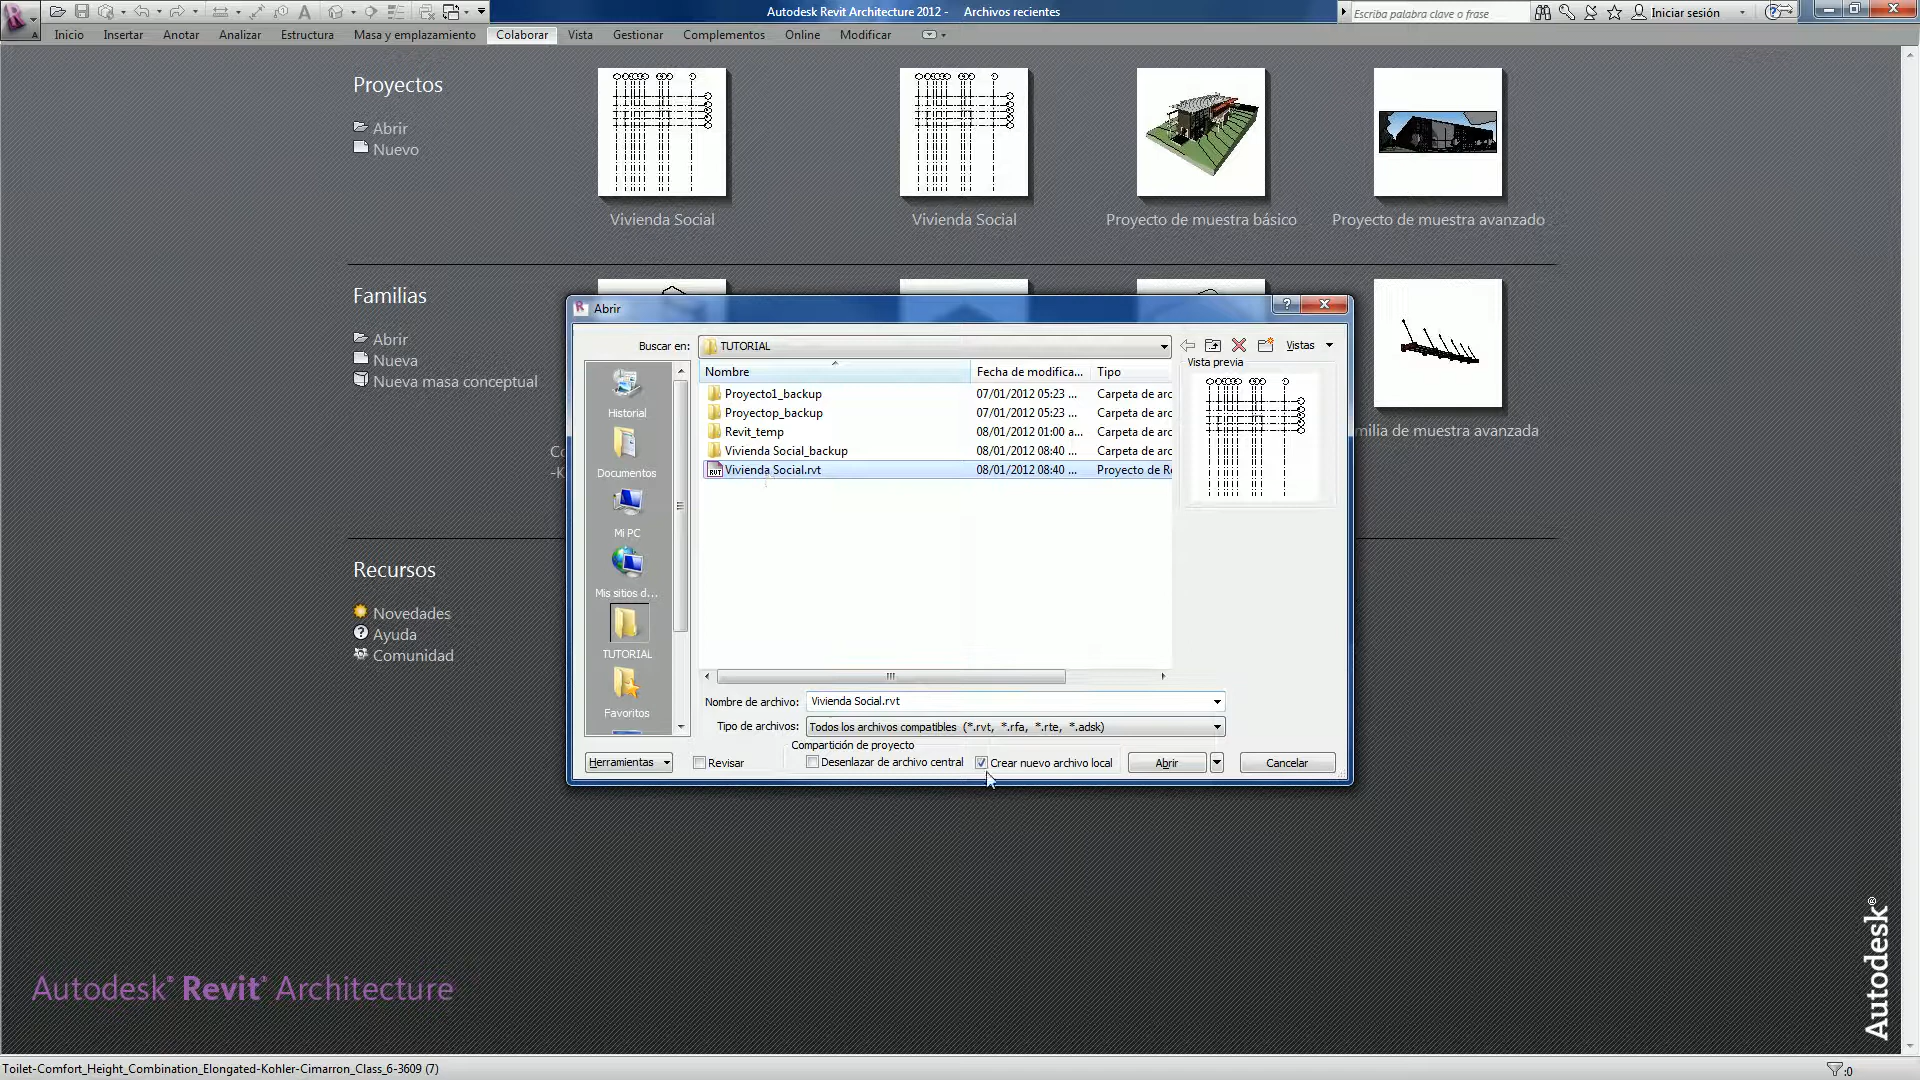 Autodesk Revit Architecture 2012 - Archivos recientes
Escriba palabra clave o frase
Iniciar sesión
Inicio Insertar Anotar Analizar Estructura Masa y emplazamiento Colaborar Vista Gestionar Complementos Online Modificar
Proyectos
Abrir
Nuevo
Vivienda Social
Vivienda Social
Proyecto de muestra básico
Proyecto de muestra avanzado
Familias
Abrir
Nueva
Nueva masa conceptual
milia de muestra avanzada
Recursos
Novedades
Ayuda
Comunidad
Abrir
Buscar en: TUTORIAL
Vistas
Vista previa
Nombre Fecha de modifica... Tipo
Proyecto1_backup 07/01/2012 05:23 ... Carpeta de arc
Proyectop_backup 07/01/2012 05:23 ... Carpeta de arc
Revit_temp 08/01/2012 01:00 a... Carpeta de arc
Vivienda Social_backup 08/01/2012 08:40 ... Carpeta de arc
Vivienda Social.rvt 08/01/2012 08:40 ... Proyecto de Re
Historial
Documentos
Mi PC
Mis sitios d...
TUTORIAL
Favoritos
Nombre de archivo: Vivienda Social.rvt
Tipo de archivos: Todos los archivos compatibles (*.rvt, *.rfa, *.rte, *.adsk)
Compartición de proyecto
Herramientas
Revisar
Desenlazar de archivo central
Crear nuevo archivo local
Abrir
Cancelar
Autodesk® Revit® Architecture
Autodesk®
Toilet-Comfort_Height_Combination_Elongated-Kohler-Cimarron_Class_6-3609 (7)
:0